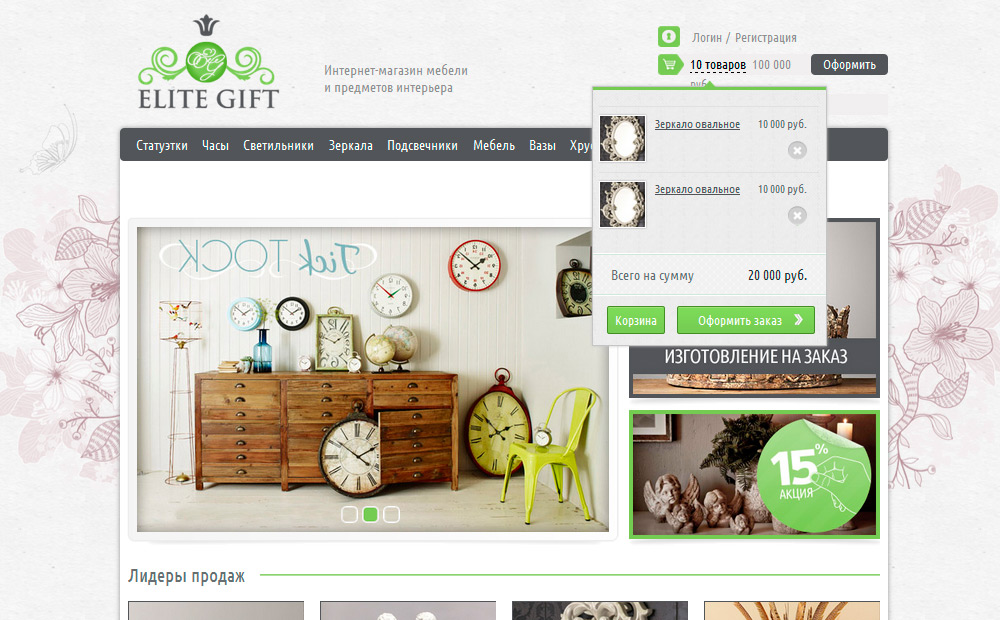 ELITE GIFT
Интернет-магазин мебели
и предметов интерьера
Логин / Регистрация
10 товаров 100 000
руб.
Оформить
Статуэтки Часы Светильники Зеркала Подсвечники Мебель Вазы Хрус
Зеркало овальное 10 000 руб.
Зеркало овальное 10 000 руб.
Всего на сумму 20 000 руб.
Корзина Оформить заказ
Tick TOCK
ИЗГОТОВЛЕНИЕ НА ЗАКАЗ
15%
АКЦИЯ
Лидеры продаж